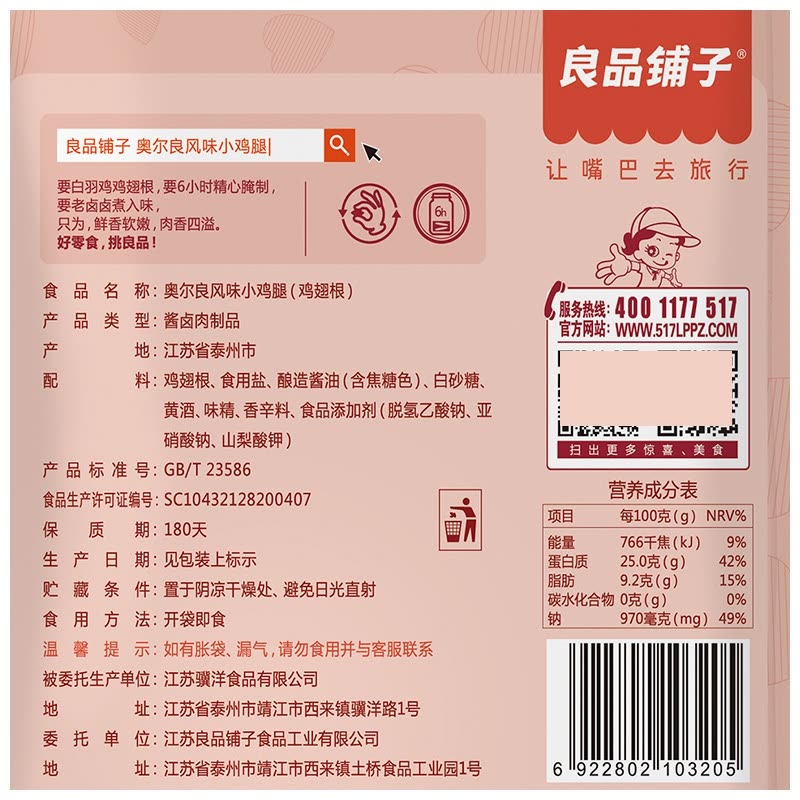 良品铺子®
让嘴巴去旅行
良品铺子 奥尔良风味小鸡腿
要白羽鸡鸡翅根，要6小时精心腌制，
要老卤卤煮入味，
只为，鲜香软嫩，肉香四溢。
好零食，挑良品！
6h
食品名称：奥尔良风味小鸡腿(鸡翅根)
产品类型：酱卤肉制品
产地：江苏省泰州市
配料：鸡翅根、食用盐、酿造酱油(含焦糖色)、白砂糖、
黄酒、味精、香辛料、食品添加剂(脱氢乙酸钠、亚
硝酸钠、山梨酸钾)
产品标准号：GB/T 23586
食品生产许可证编号：SC10432128200407
保质期：180天
生产日期：见包装上标示
贮藏条件：置于阴凉干燥处、避免日光直射
食用方法：开袋即食
温馨提示：如有胀袋、漏气，请勿食用并与客服联系
被委托生产单位：江苏骥洋食品有限公司
地址：江苏省泰州市靖江市西来镇骥洋路1号
委托单位：江苏良品铺子食品工业有限公司
地址：江苏省泰州市靖江市西来镇土桥食品工业园1号
服务热线：400 1177 517
官方网站：WWW.517LPPZ.COM
扫出更多惊喜、美食
营养成分表
项目 每100克(g) NRV%
能量 766千焦(kJ) 9%
蛋白质 25.0克(g) 42%
脂肪 9.2克(g) 15%
碳水化合物 0克(g) 0%
钠 970毫克(mg) 49%
6 922802 103205